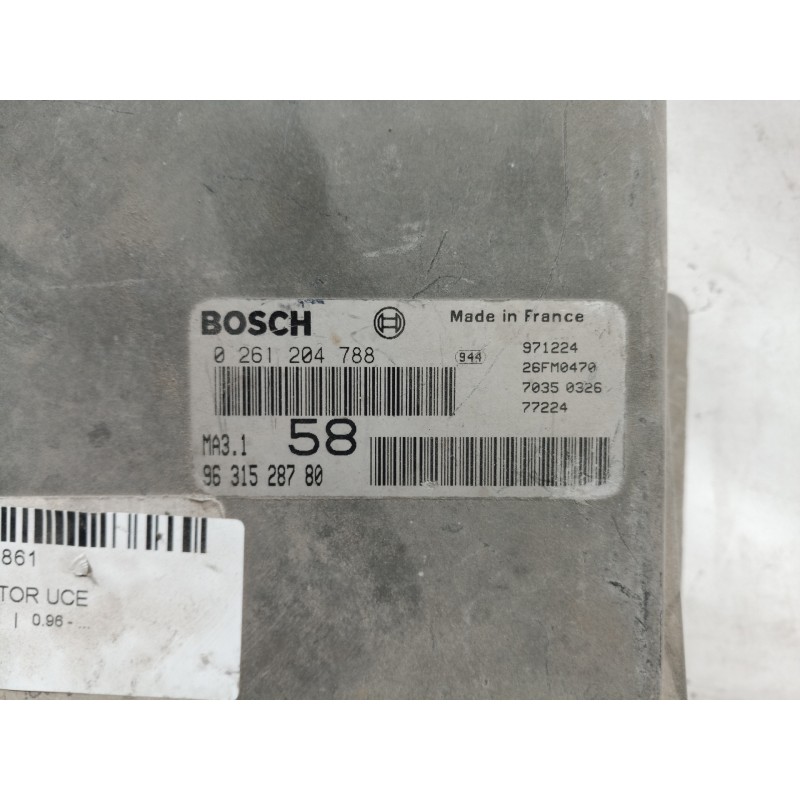 BOSCH Made in France
0 261 204 788 944 971224
26FM0470
7035 0326
77224
MA3.1 58
96 315 287 80
861
TOR UCE
| 0.96 - ...